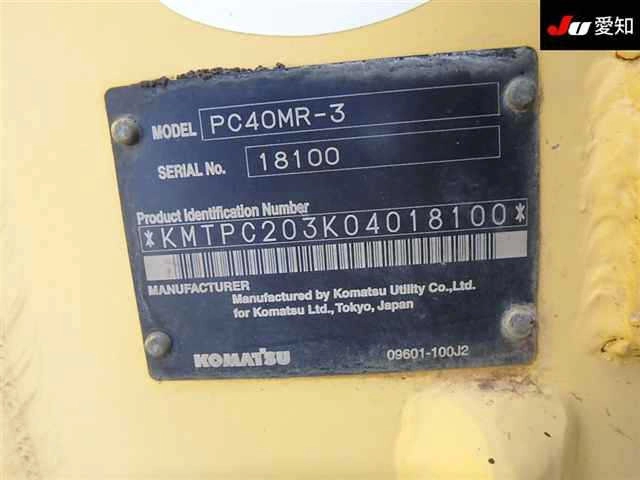 JU 愛知
MODEL PC40MR-3
SERIAL No. 18100
Product Identification Number
*KMTPC203K04018100*
MANUFACTURER
Manufactured by Komatsu Utility Co.,Ltd.
for Komatsu Ltd.,Tokyo, Japan
KOMATSU
09601-100J2